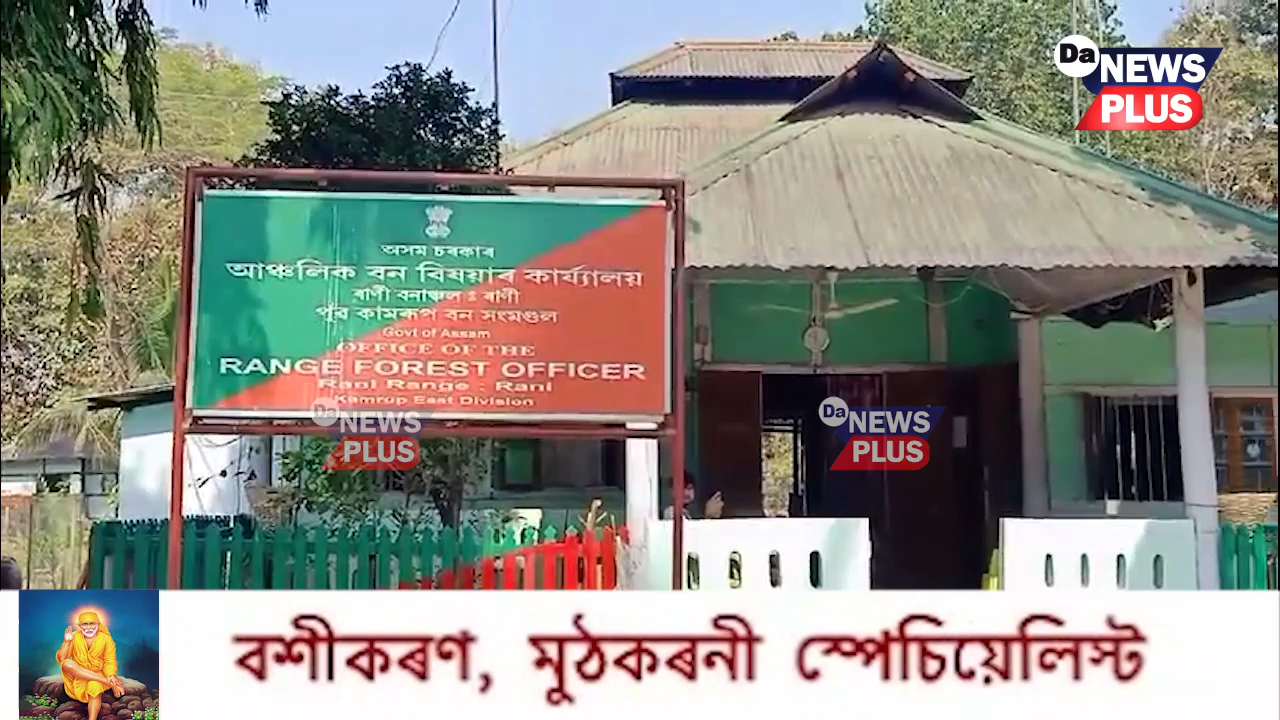 Da NEWS
PLUS
অসম চৰকাৰ
আঞ্চলিক বন বিষয়াৰ কাৰ্য্যালয়
ৰাণী বনাঞ্চল ঃ ৰাণী
পূব কামৰূপ বন সংমণ্ডল
Govt of Assam
OFFICE OF THE
RANGE FOREST OFFICER
Rani Range : Rani
Kamrup East Division
Da NEWS
PLUS
Da NEWS
PLUS
বশীকৰণ, মুঠকৰনী স্পেচিয়েলিস্ট